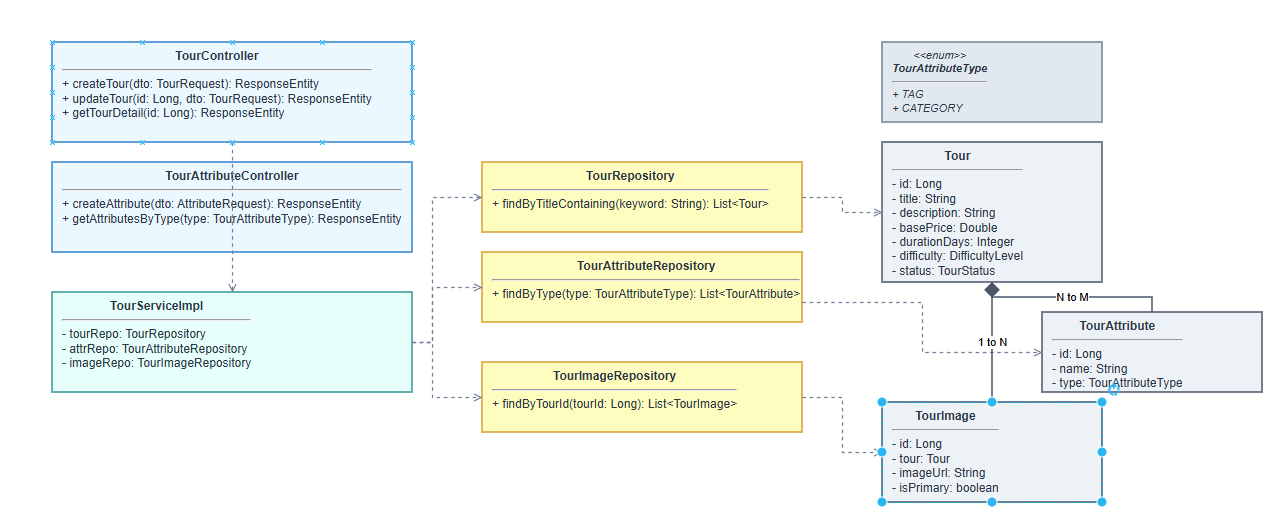 TourController
+ createTour(dto: TourRequest): ResponseEntity
+ updateTour(id: Long, dto: TourRequest): ResponseEntity
+ getTourDetail(id: Long): ResponseEntity
TourAttributeController
+ createAttribute(dto: AttributeRequest): ResponseEntity
+ getAttributesByType(type: TourAttributeType): ResponseEntity
TourServiceImpl
- tourRepo: TourRepository
- attrRepo: TourAttributeRepository
- imageRepo: TourImageRepository
TourRepository
+ findByTitleContaining(keyword: String): List<Tour>
TourAttributeRepository
+ findByType(type: TourAttributeType): List<TourAttribute>
TourImageRepository
+ findByTourId(tourId: Long): List<TourImage>
<<enum>>
TourAttributeType
+ TAG
+ CATEGORY
Tour
- id: Long
- title: String
- description: String
- basePrice: Double
- durationDays: Integer
- difficulty: DifficultyLevel
- status: TourStatus
N to M
1 to N
TourAttribute
- id: Long
- name: String
- type: TourAttributeType
TourImage
- id: Long
- tour: Tour
- imageUrl: String
- isPrimary: boolean